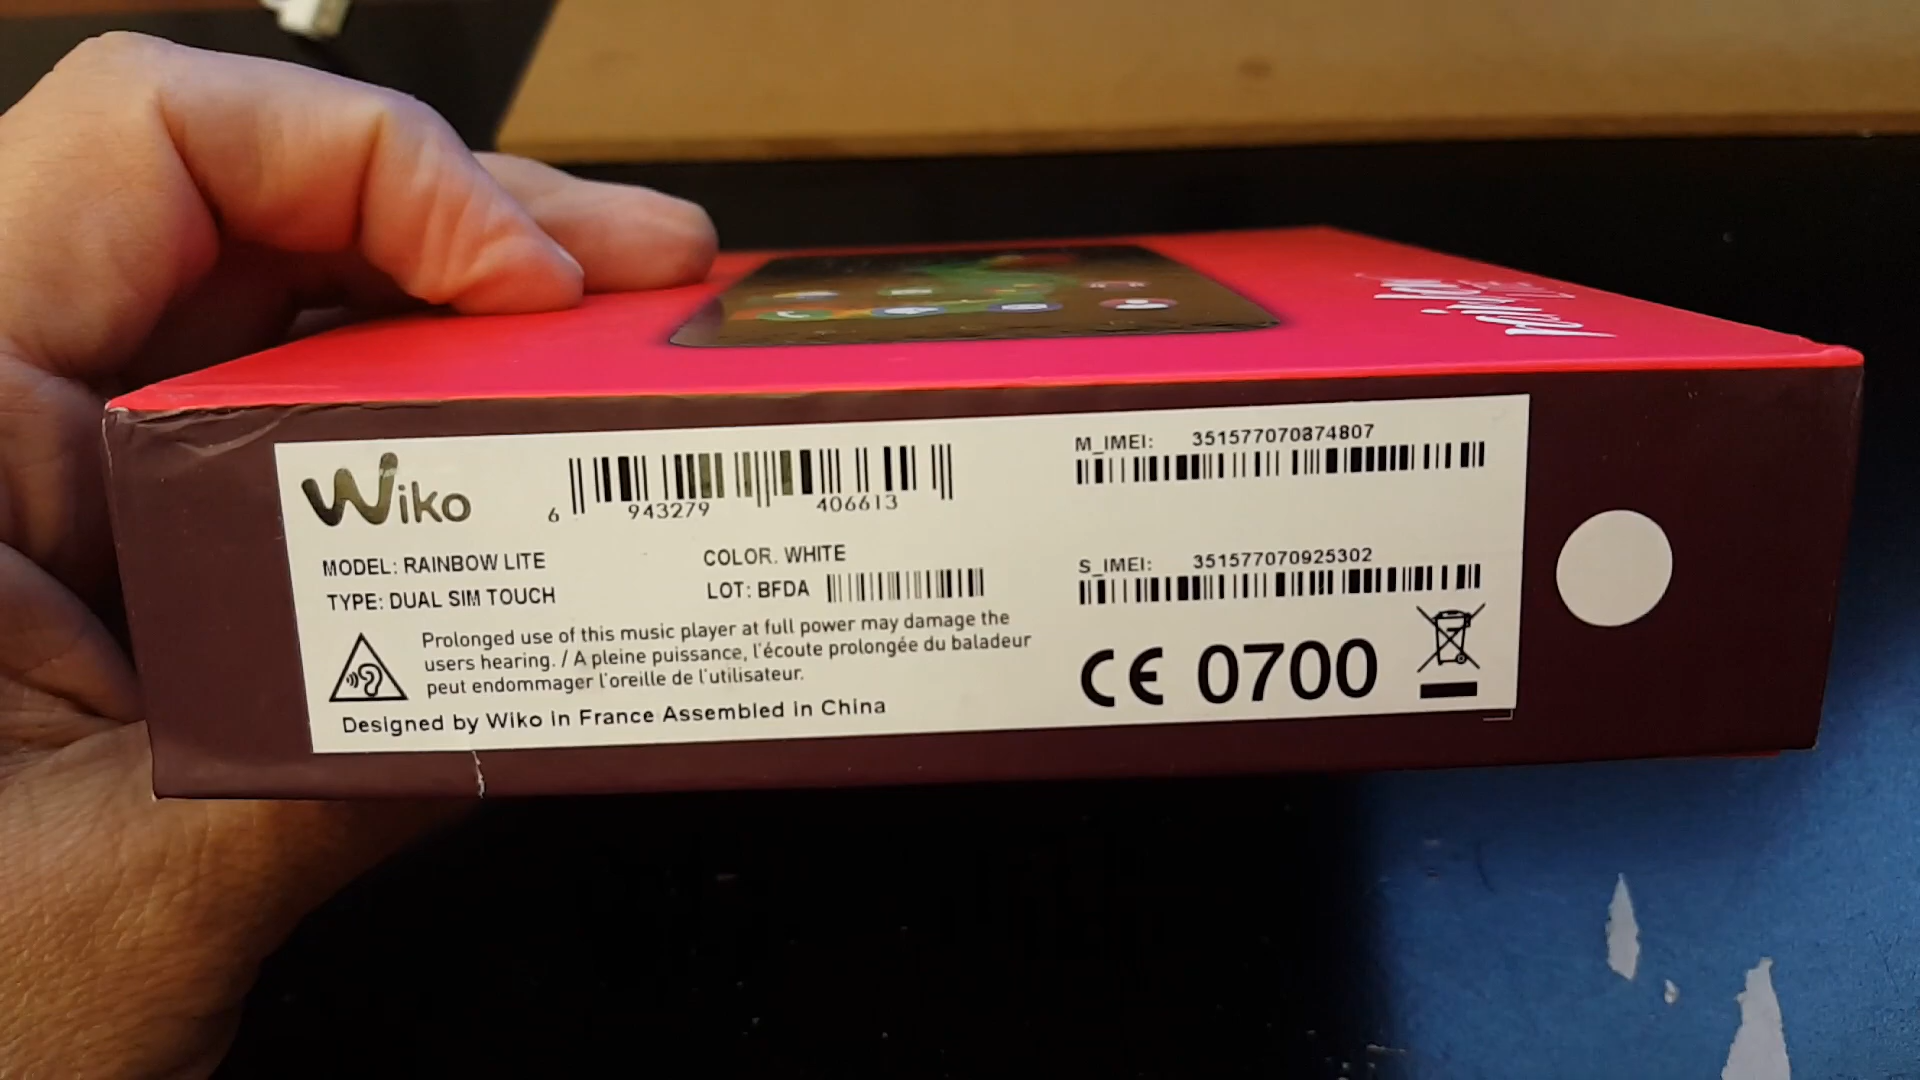 Wiko
6 943279 406613
MODEL: RAINBOW LITE
COLOR. WHITE
TYPE: DUAL SIM TOUCH
LOT: BFDA
Prolonged use of this music player at full power may damage the
users hearing. / A pleine puissance, l'écoute prolongée du baladeur
peut endommager l'oreille de l'utilisateur.
Designed by Wiko in France Assembled in China
M_IMEI: 351577070874807
S_IMEI: 351577070925302
CE 0700